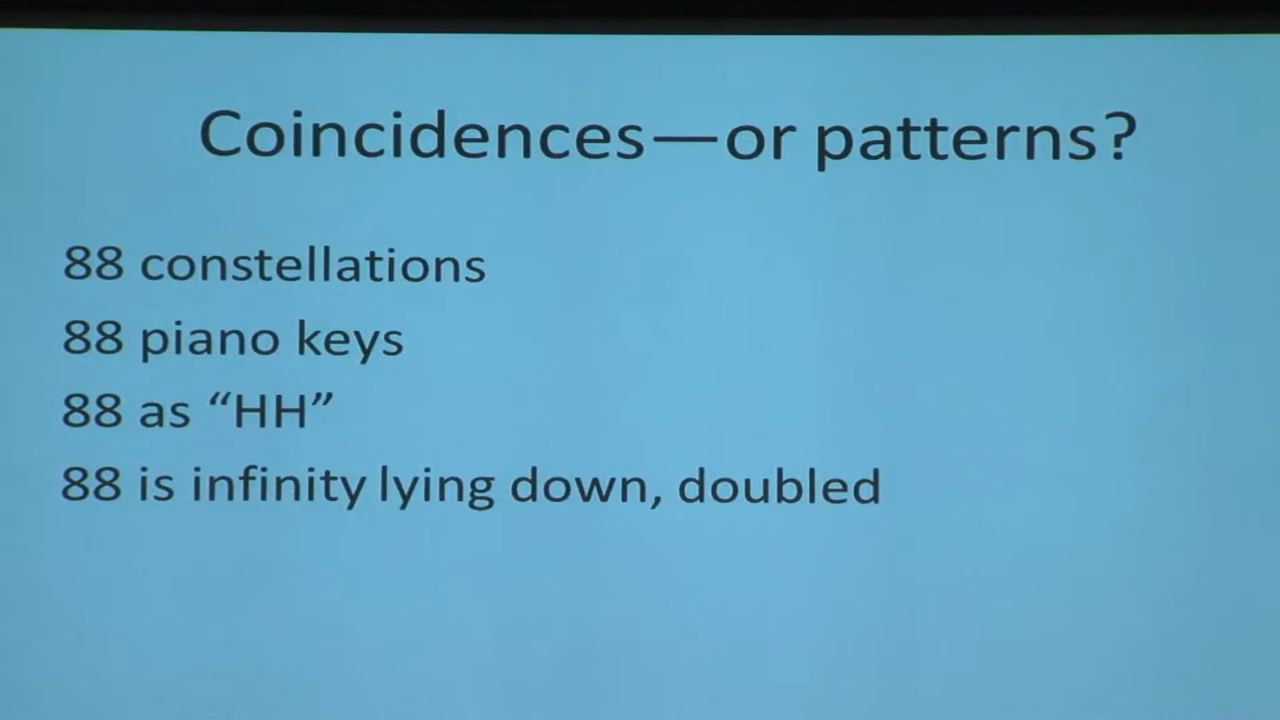 Coincidences—or patterns?
88 constellations
88 piano keys
88 as “HH”
88 is infinity lying down, doubled